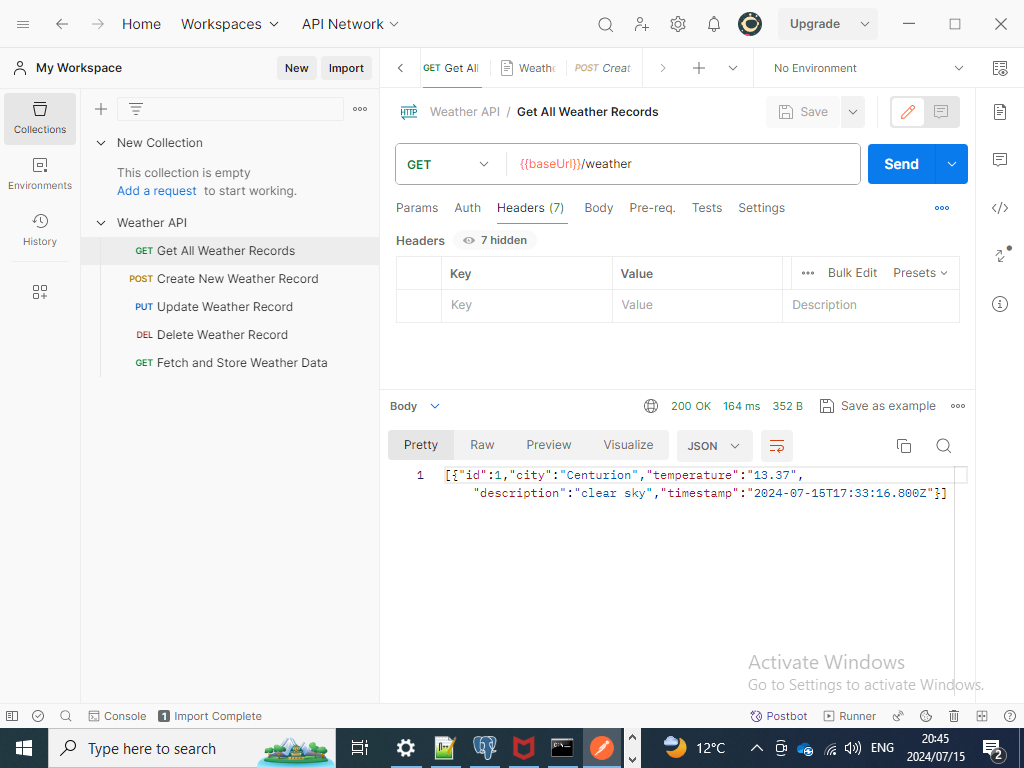 Home Workspaces API Network Upgrade
My Workspace New Import GET Get All Weathe POST Creat No Environment
Collections
Environments
History
New Collection
This collection is empty
Add a request to start working.
Weather API
GET Get All Weather Records
POST Create New Weather Record
PUT Update Weather Record
DEL Delete Weather Record
GET Fetch and Store Weather Data
HTTP Weather API / Get All Weather Records Save
GET {{baseUrl}}/weather Send
Params Auth Headers (7) Body Pre-req. Tests Settings
Headers 7 hidden
Key Value Bulk Edit Presets
Key Value Description
Body 200 OK 164 ms 352 B Save as example
Pretty Raw Preview Visualize JSON
1 [{"id":1,"city":"Centurion","temperature":"13.37",
"description":"clear sky","timestamp":"2024-07-15T17:33:16.800Z"}]
Activate Windows
Go to Settings to activate Windows.
Console 1 Import Complete Postbot Runner
Type here to search 12°C ENG 20:45
2024/07/15 2